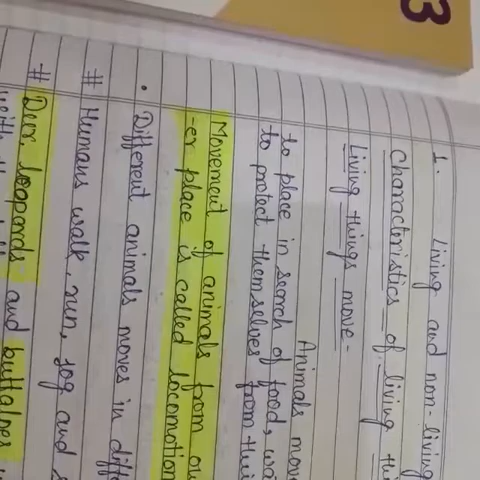 3
1. Living and non-living
Characteristics of living
Living things move-
Animals move
to place in search of food,
to protect themselves from
Movement of animals from
-er place is called locomotion
• Different animals moves in
# Humans walk, run, jog and
# Deer, leopards and buffaloes